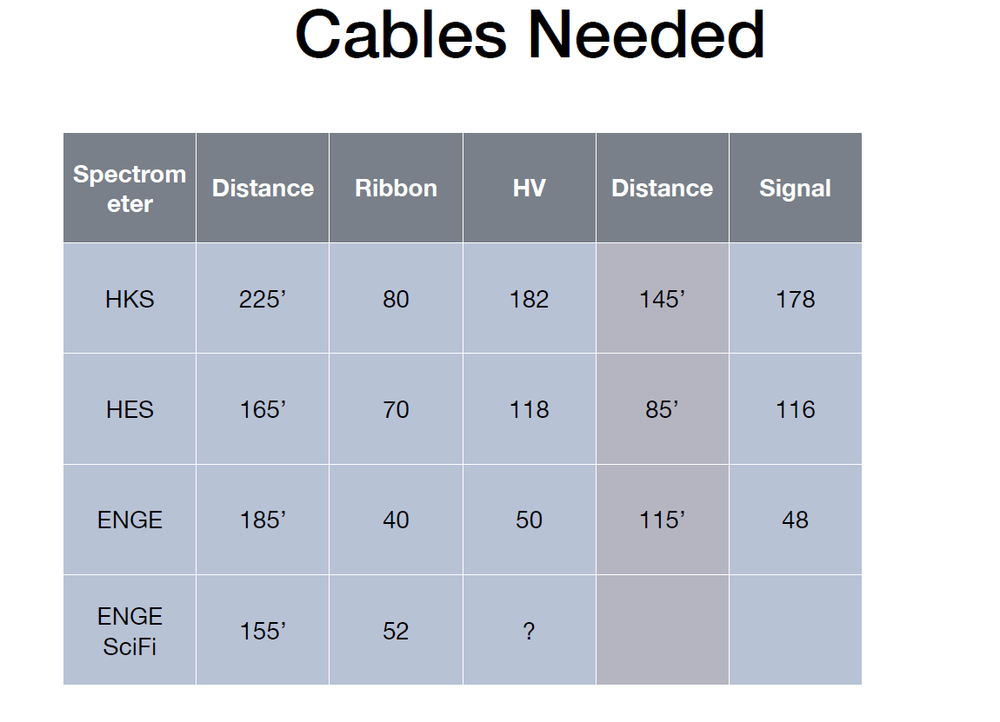 Cables Needed
Spectrom
eter
Distance
Ribbon
HV
Distance
Signal
HKS
225’
80
182
145’
178
HES
165’
70
118
85’
116
ENGE
185’
40
50
115’
48
ENGE
SciFi
155’
52
?